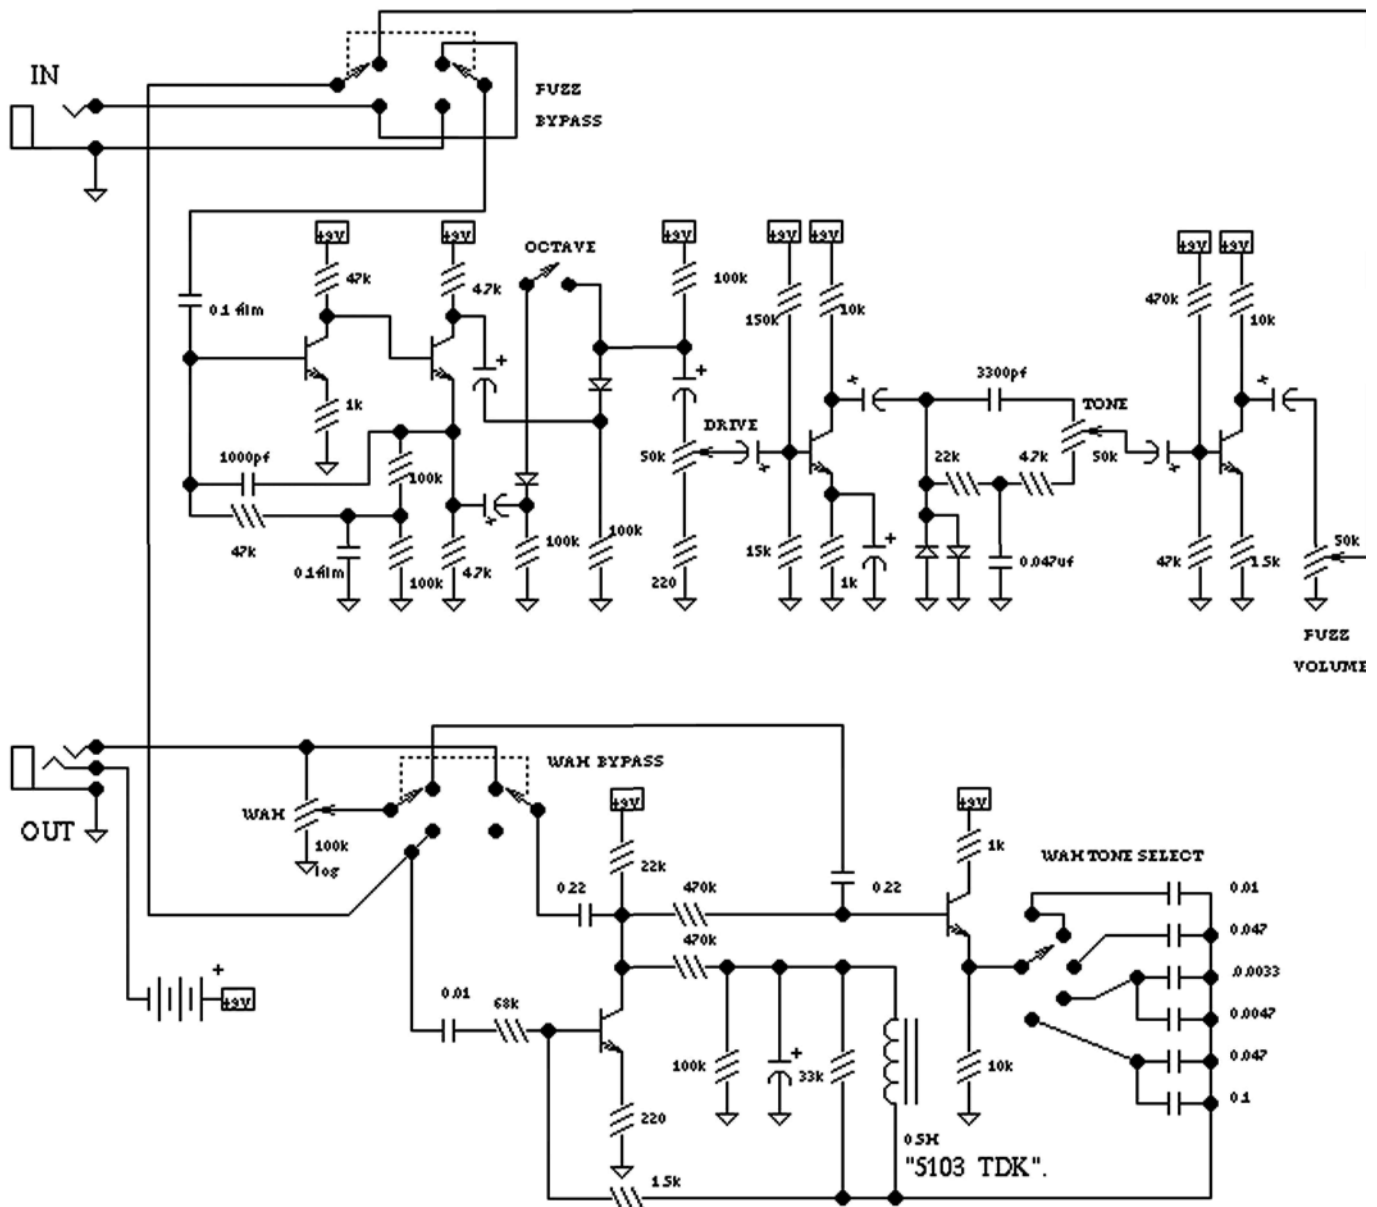 IN
FUZZ
BYPASS
+9V
+9V
OCTAVE
+9V
+9V
+9V
+9V
+9V
47k
4.7k
100k
150k
10k
470k
10k
0.1 film
1k
3300pf
TONE
DRIVE
50k
50k
1000pf
100k
22k
4.7k
47k
0.1 film
100k
4.7k
100k
100k
220
15k
1k
0.047uf
47k
1.5k
50k
FUZZ
VOLUME
WAH BYPASS
WAH
OUT
100k
log
+9V
22k
+9V
1k
WAH TONE SELECT
0.22
470k
0.22
0.01
470k
0.047
.0033
0.0047
0.047
0.1
+
+9V
0.01
68k
100k
+
33k
10k
220
0.5H
"5103 TDK".
1.5k